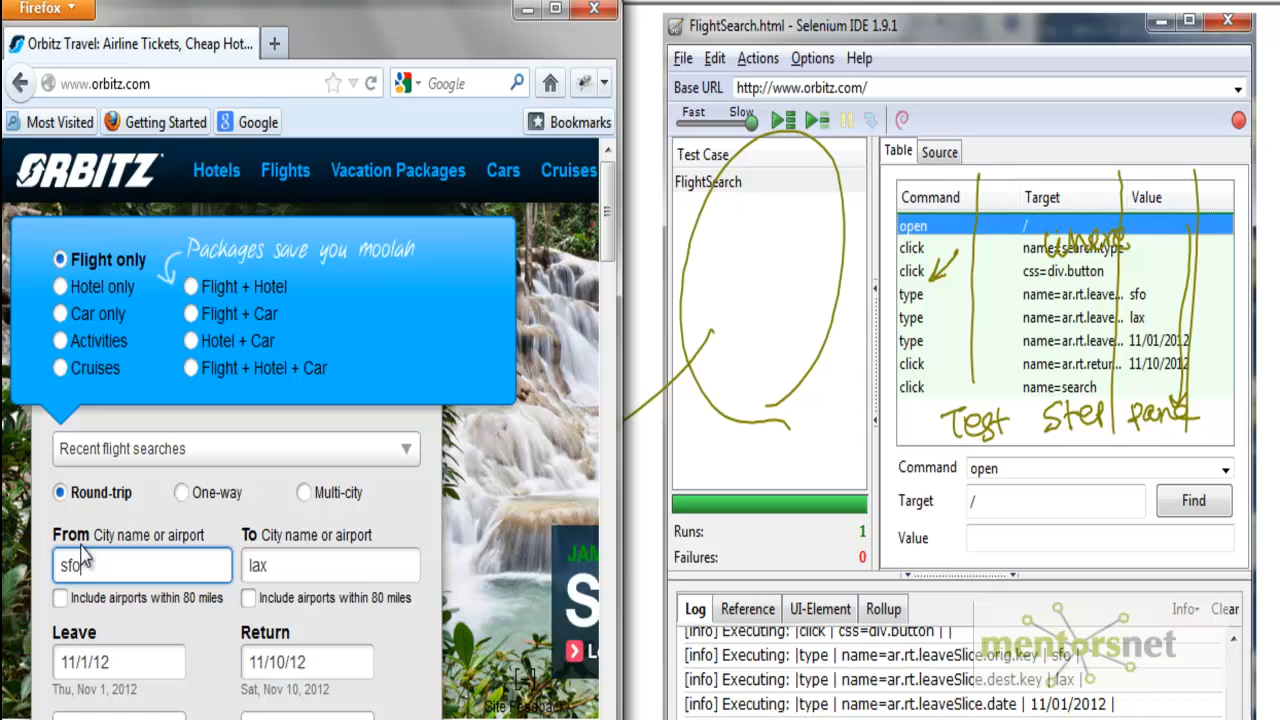 Firefox
Orbitz Travel: Airline Tickets, Cheap Hot...
www.orbitz.com
Google
Most Visited
Getting Started
Google
Bookmarks
ORBITZ
Hotels
Flights
Vacation Packages
Cars
Cruises
Packages save you moolah
Flight only
Hotel only
Flight + Hotel
Car only
Flight + Car
Activities
Hotel + Car
Cruises
Flight + Hotel + Car
Recent flight searches
Round-trip
One-way
Multi-city
From City name or airport
To City name or airport
sfo
lax
Include airports within 80 miles
Include airports within 80 miles
Leave
Return
11/1/12
11/10/12
Thu, Nov 1, 2012
Sat, Nov 10, 2012
JAM
S
Site Feedback
FlightSearch.html - Selenium IDE 1.9.1
File Edit Actions Options Help
Base URL http://www.orbitz.com/
Fast Slow
Test Case
FlightSearch
Runs: 1
Failures: 0
Table Source
Command Target Value
open /
click name=search.type
click css=div.button
type name=ar.rt.leave... sfo
type name=ar.rt.leave... lax
type name=ar.rt.leave... 11/01/2012
click name=ar.rt.retur... 11/10/2012
click name=search
where
Test Step pane
Command open
Target / Find
Value
Log Reference UI-Element Rollup Info Clear
[info] Executing: |click | css=div.button | |
[info] Executing: |type | name=ar.rt.leaveSlice.orig.key | sfo
[info] Executing: |type | name=ar.rt.leaveSlice.dest.key | lax |
[info] Executing: |type | name=ar.rt.leaveSlice.date | 11/01/2012 |
mentorsnet